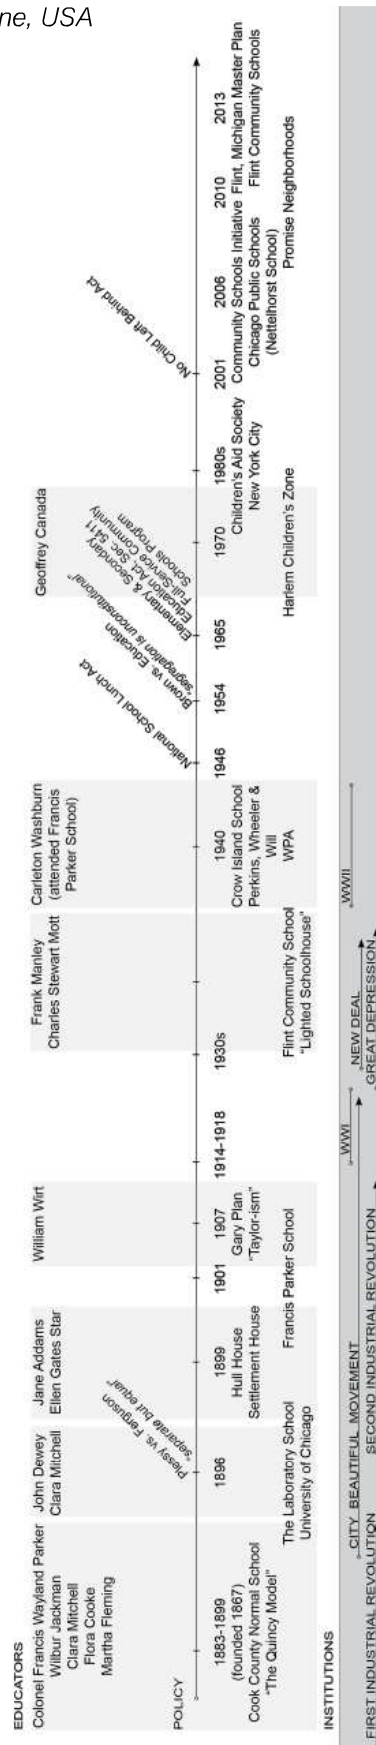 ne, USA
EDUCATORS
Colonel Francis Wayland Parker
Wilbur Jackman
Clara Mitchell
Flora Cooke
Martha Fleming
John Dewey
Clara Mitchell
Jane Addams
Ellen Gates Star
William Wirt
Frank Manley
Charles Stewart Mott
Carleton Washburn
(attended Francis
Parker School)
Geoffrey Canada
POLICY
Plessy vs. Ferguson
"separate but equal"
National School Lunch Act
Brown vs. Education
"segregation is unconstitutional"
Elementary & Secondary
Education Act, Sec 5411
Full-Service Community
Schools Program
No Child Left Behind Act
1883-1899
(founded 1867)
Cook County Normal School
"The Quincy Model"
1896
The Laboratory School
University of Chicago
1899
Hull House
Settlement House
1901
Francis Parker School
1907
Gary Plan
"Taylor-ism"
1914-1918
1930s
Flint Community School
"Lighted Schoolhouse"
1940
Crow Island School
Perkins, Wheeler &
Will
WPA
1946
1954
1965
1970
Harlem Children's Zone
1980s
Children's Aid Society
New York City
2001
2006
Community Schools Initiative
Chicago Public Schools
(Nettelhorst School)
2010
Promise Neighborhoods
2013
Flint, Michigan Master Plan
Flint Community Schools
INSTITUTIONS
CITY BEAUTIFUL MOVEMENT
WWI
NEW DEAL
WWII
FIRST INDUSTRIAL REVOLUTION
SECOND INDUSTRIAL REVOLUTION
GREAT DEPRESSION